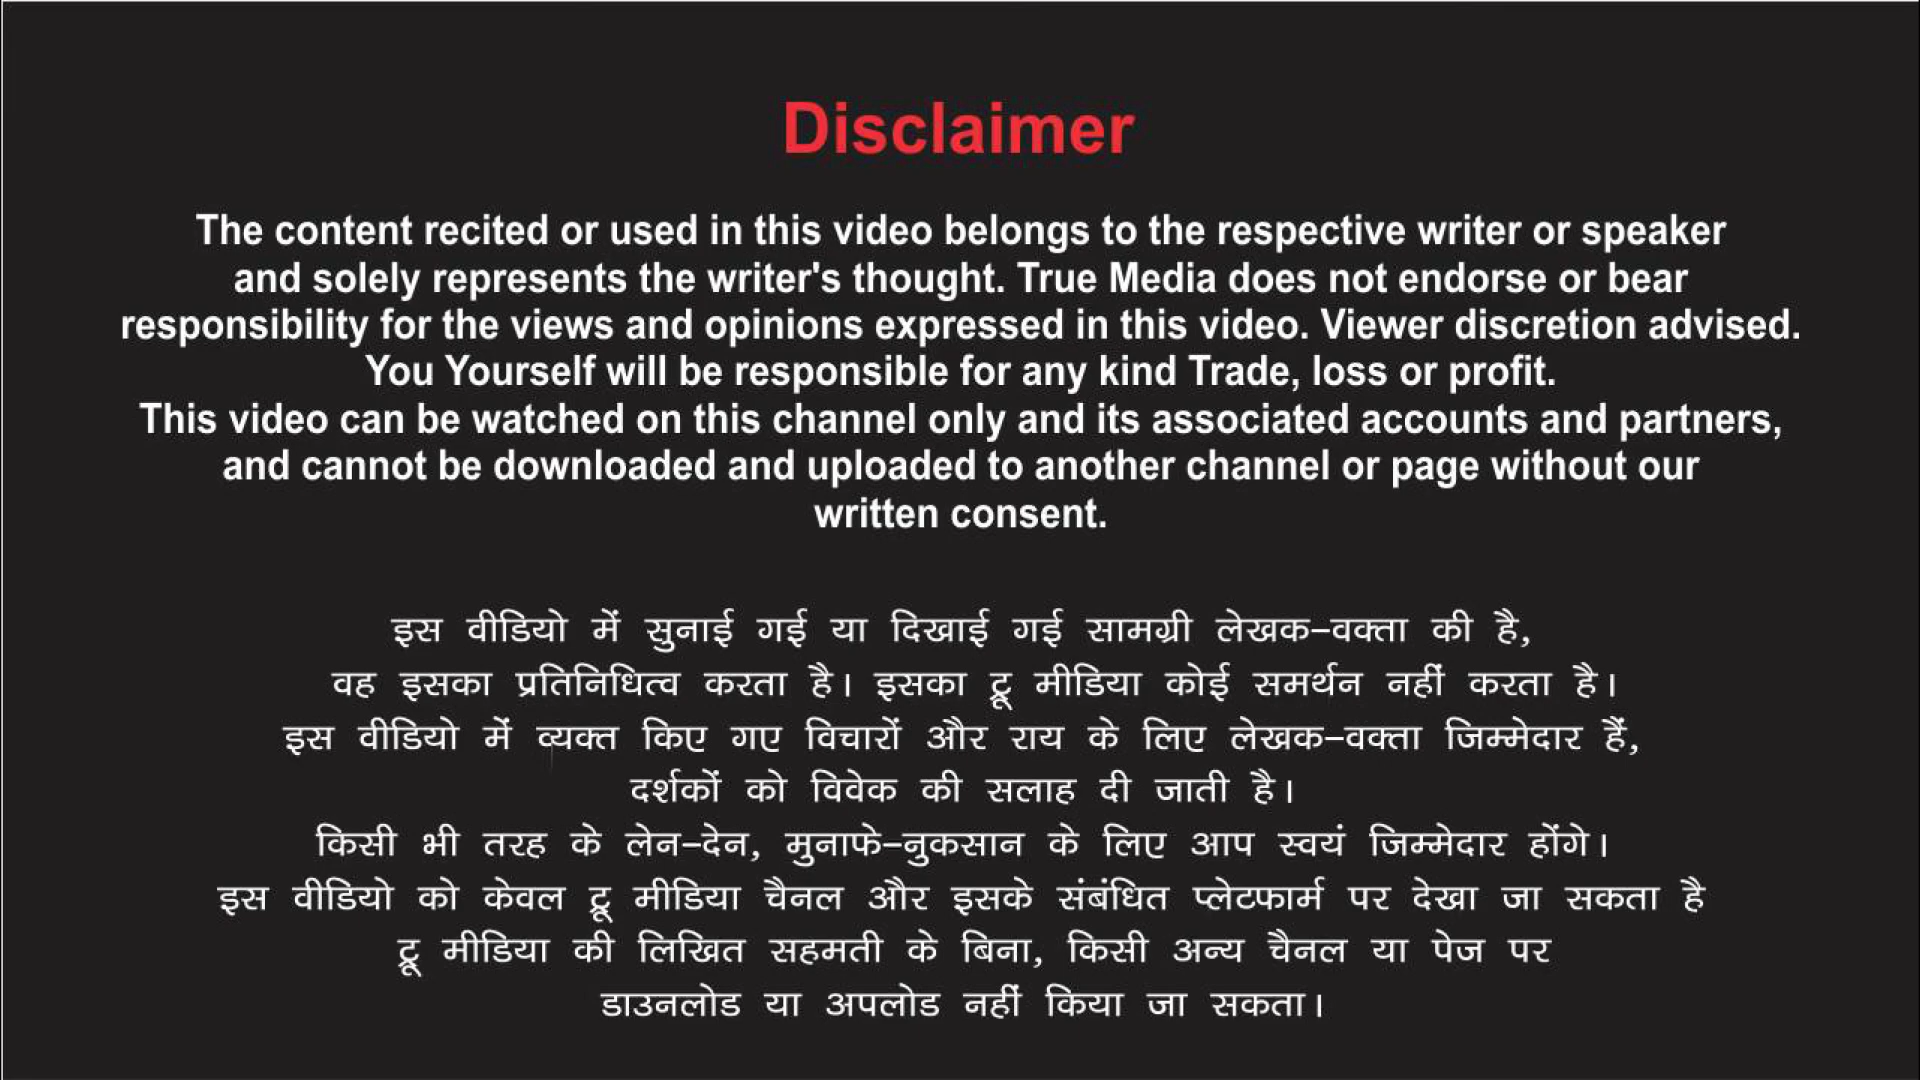 Disclaimer
The content recited or used in this video belongs to the respective writer or speaker
and solely represents the writer's thought. True Media does not endorse or bear
responsibility for the views and opinions expressed in this video. Viewer discretion advised.
You Yourself will be responsible for any kind Trade, loss or profit.
This video can be watched on this channel only and its associated accounts and partners,
and cannot be downloaded and uploaded to another channel or page without our
written consent.
इस वीडियो में सुनाई गई या दिखाई गई सामग्री लेखक–वक्ता की है,
वह इसका प्रतिनिधित्व करता है। इसका ट्रू मीडिया कोई समर्थन नहीं करता है।
इस वीडियो में व्यक्त किए गए विचारों और राय के लिए लेखक–वक्ता जिम्मेदार हैं,
दर्शकों को विवेक की सलाह दी जाती है।
किसी भी तरह के लेन–देन, मुनाफे–नुकसान के लिए आप स्वयं जिम्मेदार होंगे।
इस वीडियो को केवल ट्रू मीडिया चैनल और इसके संबंधित प्लेटफार्म पर देखा जा सकता है
ट्रू मीडिया की लिखित सहमती के बिना, किसी अन्य चैनल या पेज पर
डाउनलोड या अपलोड नहीं किया जा सकता।